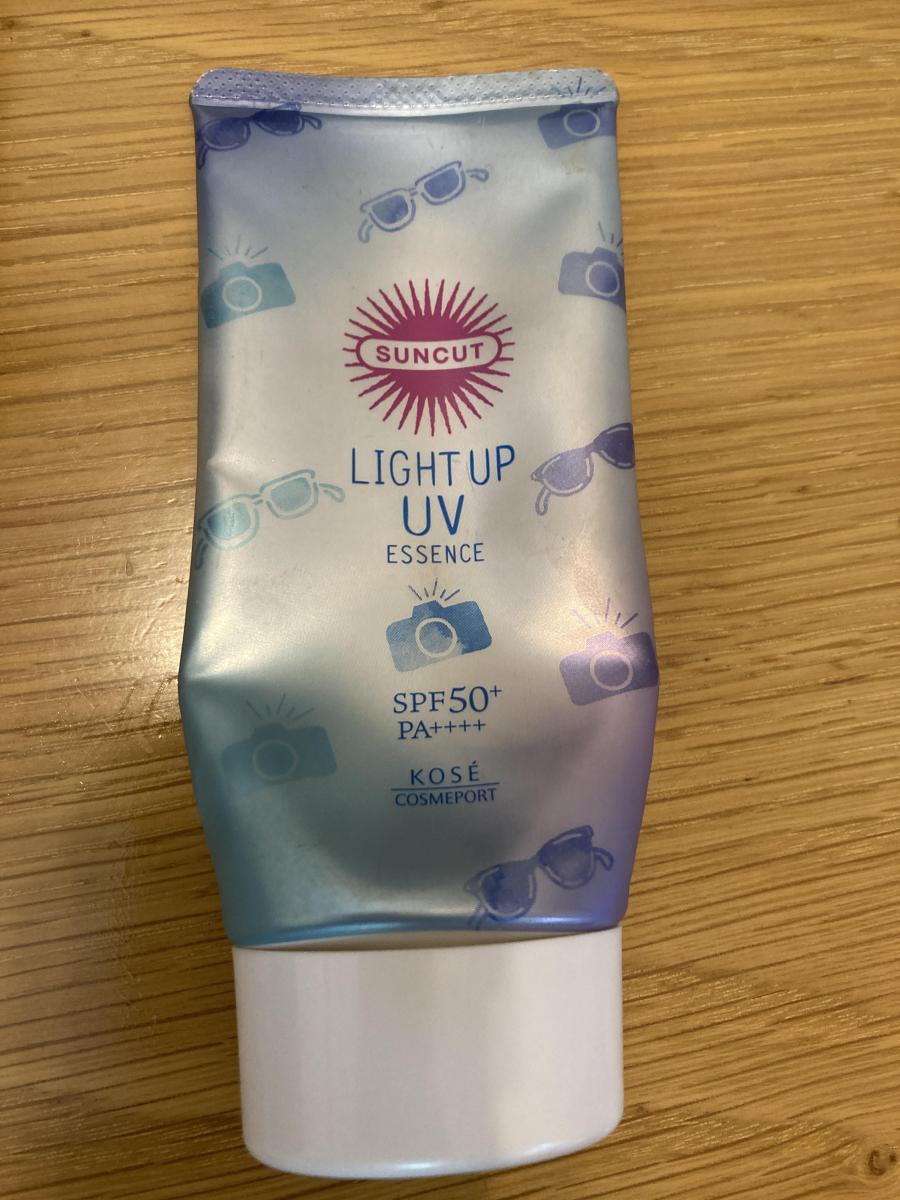 SUNCUT
LIGHT UP
UV
ESSENCE
SPF50+
PA++++
KOSÉ
COSMEPORT